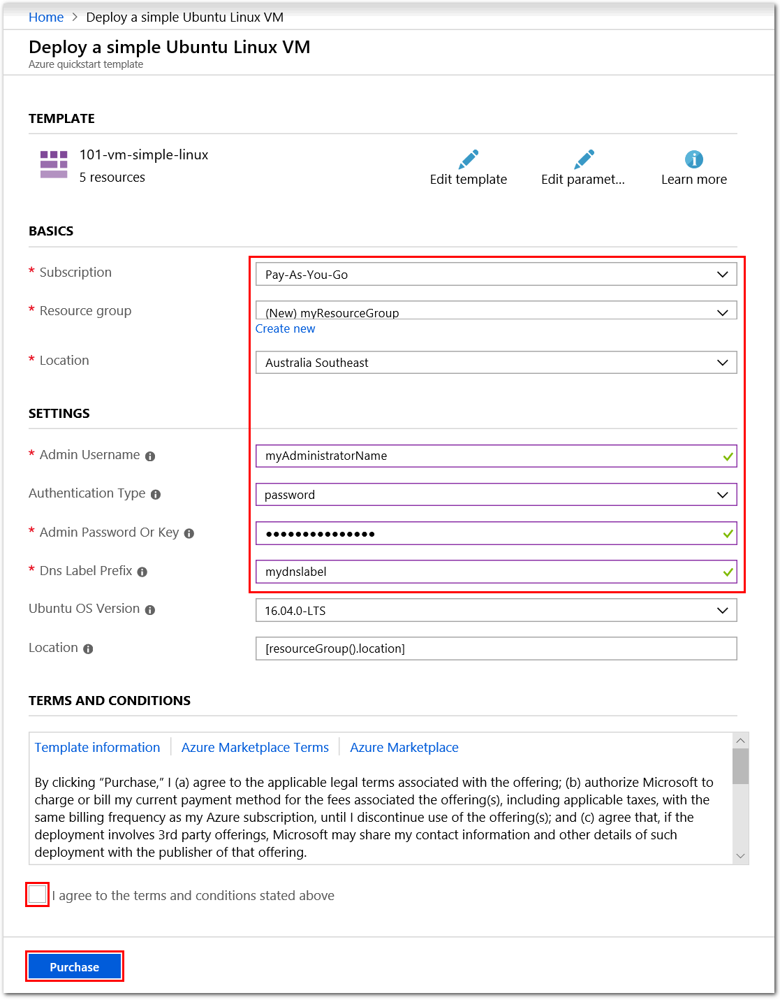 Home > Deploy a simple Ubuntu Linux VM
Deploy a simple Ubuntu Linux VM
Azure quickstart template
TEMPLATE
101-vm-simple-linux
5 resources
Edit template
Edit paramet...
Learn more
BASICS
* Subscription
Pay-As-You-Go
* Resource group
(New) myResourceGroup
Create new
* Location
Australia Southeast
SETTINGS
* Admin Username
myAdministratorName
Authentication Type
password
* Admin Password Or Key
•••••••••••••••
* Dns Label Prefix
mydnslabel
Ubuntu OS Version
16.04.0-LTS
Location
[resourceGroup().location]
TERMS AND CONDITIONS
Template information | Azure Marketplace Terms | Azure Marketplace
By clicking “Purchase,” I (a) agree to the applicable legal terms associated with the offering; (b) authorize Microsoft to
charge or bill my current payment method for the fees associated the offering(s), including applicable taxes, with the
same billing frequency as my Azure subscription, until I discontinue use of the offering(s); and (c) agree that, if the
deployment involves 3rd party offerings, Microsoft may share my contact information and other details of such
deployment with the publisher of that offering.
I agree to the terms and conditions stated above
Purchase